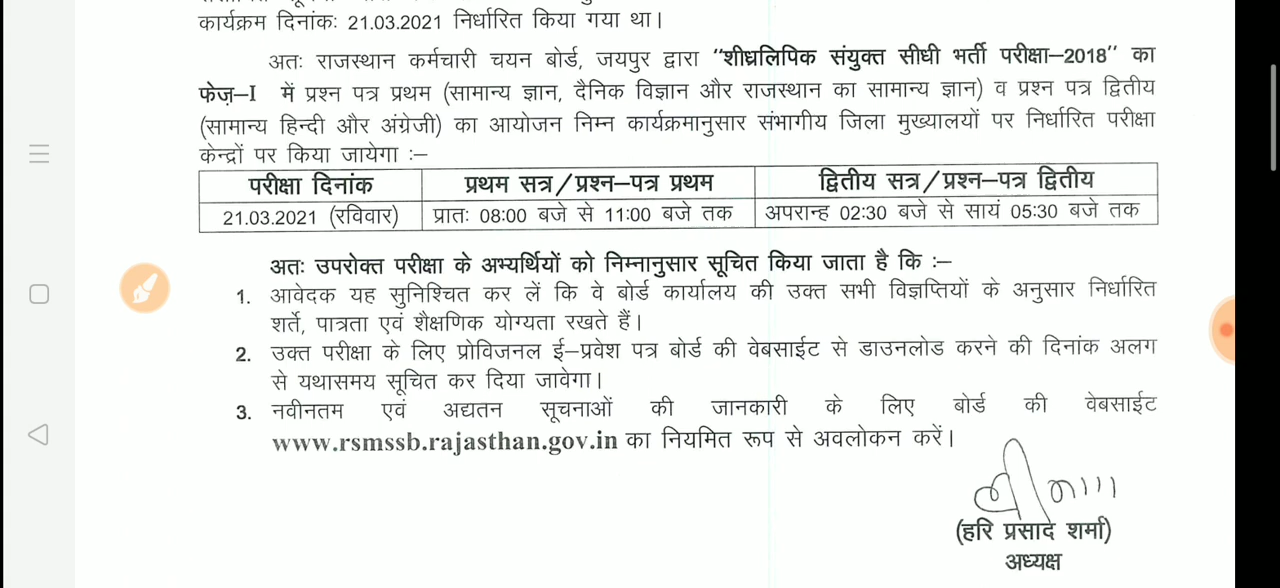 कार्यक्रम दिनांकः 21.03.2021 निर्धारित किया गया था।
अतः राजस्थान कर्मचारी चयन बोर्ड, जयपुर द्वारा "शीघ्रलिपिक संयुक्त सीधी भर्ती परीक्षा–2018" का
फेज़–I में प्रश्न पत्र प्रथम (सामान्य ज्ञान, दैनिक विज्ञान और राजस्थान का सामान्य ज्ञान) व प्रश्न पत्र द्वितीय
(सामान्य हिन्दी और अंग्रेजी) का आयोजन निम्न कार्यक्रमानुसार संभागीय जिला मुख्यालयों पर निर्धारित परीक्षा
केन्द्रों पर किया जायेगा :–
परीक्षा दिनांक प्रथम सत्र/प्रश्न–पत्र प्रथम द्वितीय सत्र/प्रश्न–पत्र द्वितीय
21.03.2021 (रविवार) प्रातः 08:00 बजे से 11:00 बजे तक अपरान्ह 02:30 बजे से सायं 05:30 बजे तक
अतः उपरोक्त परीक्षा के अभ्यर्थियों को निम्नानुसार सूचित किया जाता है कि :–
1. आवेदक यह सुनिश्चित कर लें कि वे बोर्ड कार्यालय की उक्त सभी विज्ञप्तियों के अनुसार निर्धारित
शर्ते, पात्रता एवं शैक्षणिक योग्यता रखते हैं।
2. उक्त परीक्षा के लिए प्रोविजनल ई–प्रवेश पत्र बोर्ड की वेबसाईट से डाउनलोड करने की दिनांक अलग
से यथासमय सूचित कर दिया जावेगा।
3. नवीनतम एवं अद्यतन सूचनाओं की जानकारी के लिए बोर्ड की वेबसाईट
www.rsmssb.rajasthan.gov.in का नियमित रूप से अवलोकन करें।
(हरि प्रसाद शर्मा)
अध्यक्ष